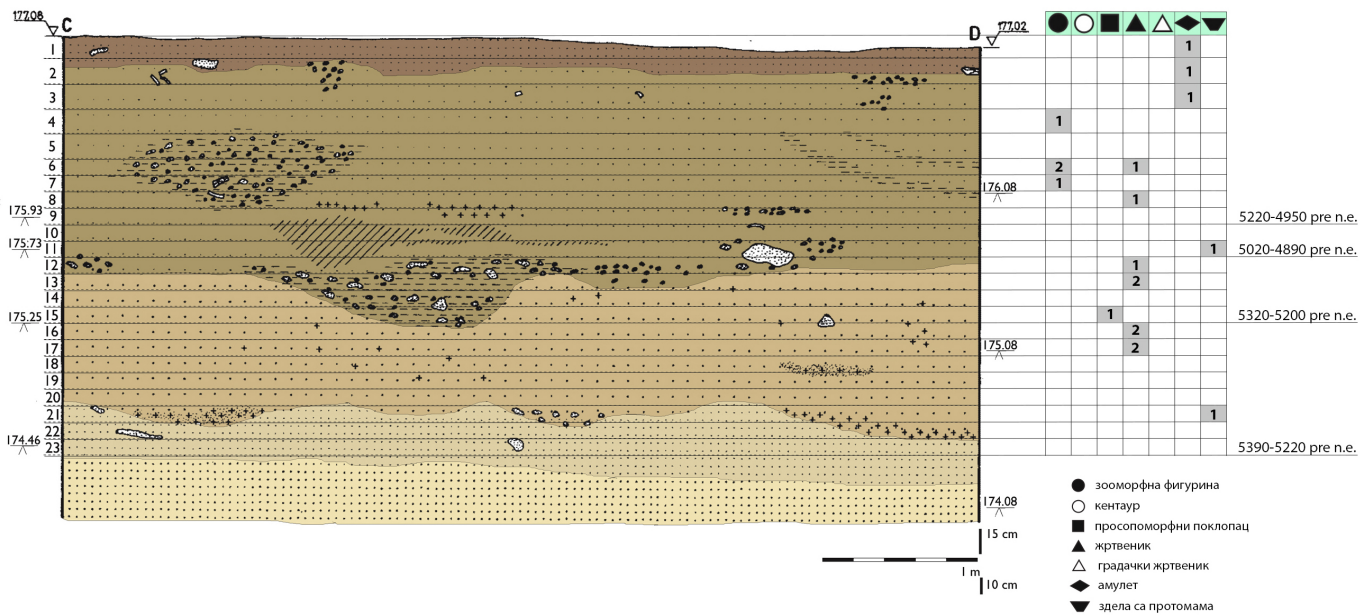 177.08 C
D 177.02
1 1
2 1
3 1
4 1
5
6 2 1
7 1
176.08
8 1
175.93
9 5220-4950 pre n.e.
10
175.73
11 1 5020-4890 pre n.e.
12 1
13 2
14
175.25
15 1 5320-5200 pre n.e.
16 2
17 175.08 2
18
19
20
21 1
22
174.46
23 5390-5220 pre n.e.
174.08
15 cm
1 m
10 cm
зооморфна фигурина
кентаур
просопоморфни поклопац
жртвеник
градачки жртвеник
амулет
здела са протомама